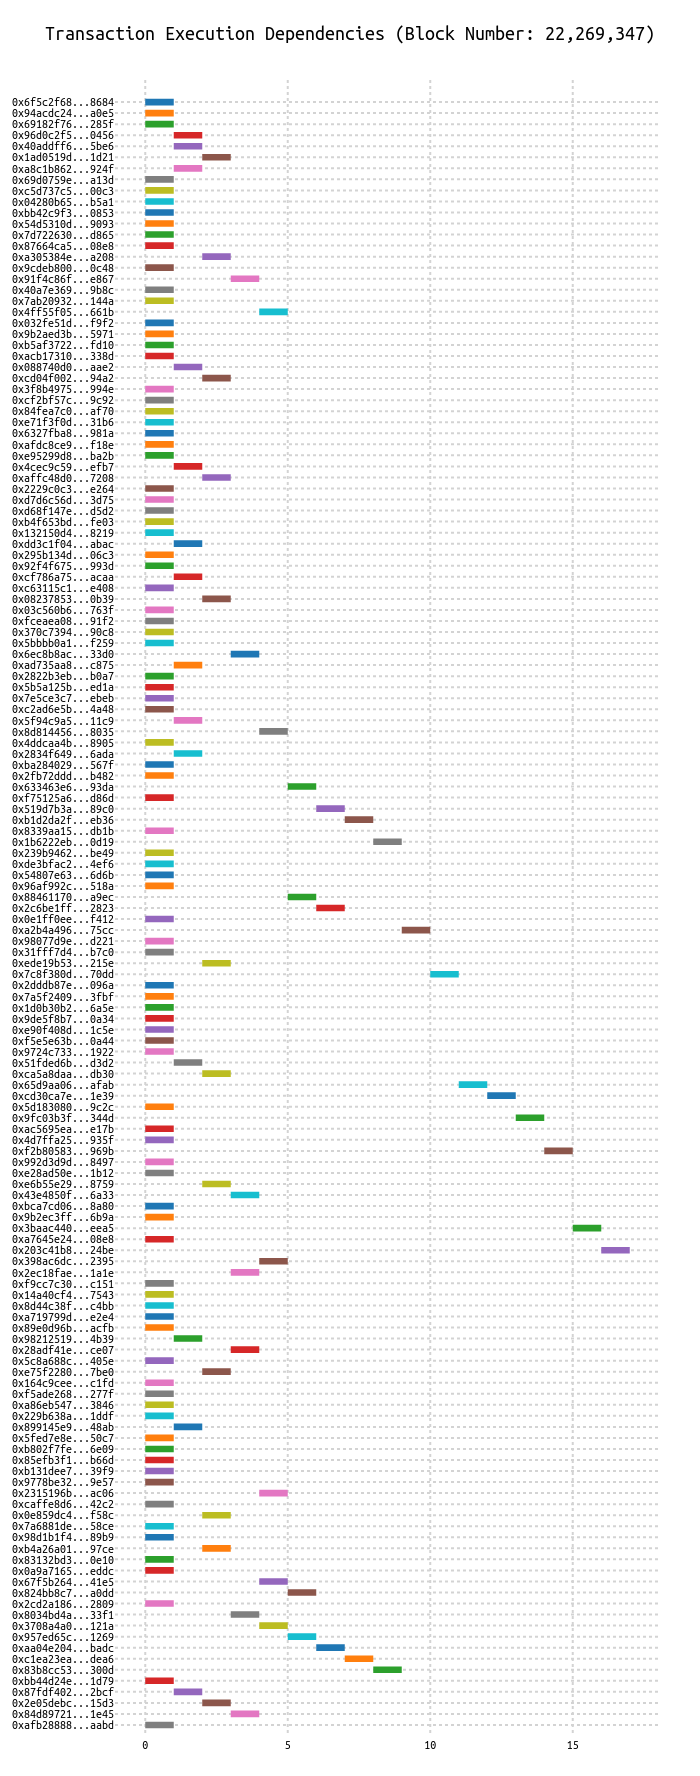 Transaction Execution Dependencies (Block Number: 22,269,347)
0x6f5c2f68...8684
0x94acdc24...a0e5
0x69182f76...285f
0x96d0c2f5...0456
0x40addff6...5be6
0x1ad0519d...1d21
0xa8c1b862...924f
0x69d0759e...a13d
0xc5d737c5...00c3
0x04280b65...b5a1
0xbb42c9f3...0853
0x54d5310d...9093
0x7d722630...d865
0x87664ca5...08e8
0xa305384e...a208
0x9cdeb800...0c48
0x91f4c86f...e867
0x40a7e369...9b8c
0x7ab20932...144a
0x4ff55f05...661b
0x032fe51d...f9f2
0x9b2aed3b...5971
0xb5af3722...fd10
0xacb17310...338d
0x088740d0...aae2
0xcd04f002...94a2
0x3f8b4975...994e
0xcf2bf57c...9c92
0x84fea7c0...af70
0xe71f3f0d...31b6
0x6327fba8...981a
0xafdc8ce9...f18e
0xe95299d8...ba2b
0x4cec9c59...efb7
0xaffc48d0...7208
0x2229c0c3...e264
0xd7d6c56d...3d75
0xd68f147e...d5d2
0xb4f653bd...fe03
0x132150d4...8219
0xdd3c1f04...abac
0x295b134d...06c3
0x92f4f675...993d
0xcf786a75...acaa
0xc63115c1...e408
0x08237853...0b39
0x03c560b6...763f
0xfceaea08...91f2
0x370c7394...90c8
0x5bbbb0a1...f259
0x6ec8b8ac...33d0
0xad735aa8...c875
0x2822b3eb...b0a7
0x5b5a125b...ed1a
0x7e5ce3c7...ebeb
0xc2ad6e5b...4a48
0x5f94c9a5...11c9
0x8d814456...8035
0x4ddcaa4b...8905
0x2834f649...6ada
0xba284029...567f
0x2fb72ddd...b482
0x633463e6...93da
0xf75125a6...d86d
0x519d7b3a...89c0
0xb1d2da2f...eb36
0x8339aa15...db1b
0x1b6222eb...0d19
0x239b9462...be49
0xde3bfac2...4ef6
0x54807e63...6d6b
0x96af992c...518a
0x88461170...a9ec
0x2c6be1ff...2823
0x0e1ff0ee...f412
0xa2b4a496...75cc
0x98077d9e...d221
0x31fff7d4...b7c0
0xede19b53...215e
0x7c8f380d...70dd
0x2dddb87e...096a
0x7a5f2409...3fbf
0x1d0b30b2...6a5e
0x9de5f8b7...0a34
0xe90f408d...1c5e
0xf5e5e63b...0a44
0x9724c733...1922
0x51fded6b...d3d2
0xca5a8daa...db30
0x65d9aa06...afab
0xcd30ca7e...1e39
0x5d183080...9c2c
0x9fc03b3f...344d
0xac5695ea...e17b
0x4d7ffa25...935f
0xf2b80583...969b
0x992d3d9d...8497
0xe28ad50e...1b12
0xe6b55e29...8759
0x43e4850f...6a33
0xbca7cd06...8a80
0x9b2ec3ff...6b9a
0x3baac440...eea5
0xa7645e24...08e8
0x203c41b8...24be
0x398ac6dc...2395
0x2ec18fae...1a1e
0xf9cc7c30...c151
0x14a40cf4...7543
0x8d44c38f...c4bb
0xa719799d...e2e4
0x89e0d96b...acfb
0x98212519...4b39
0x28adf41e...ce07
0x5c8a688c...405e
0xe75f2280...7be0
0x164c9cee...c1fd
0xf5ade268...277f
0xa86eb547...3846
0x229b638a...1ddf
0x899145e9...48ab
0x5fed7e8e...50c7
0xb802f7fe...6e09
0x85efb3f1...b66d
0xb131dee7...39f9
0x9778be32...9e57
0x2315196b...ac06
0xcaffe8d6...42c2
0x0e859dc4...f58c
0x7a6881de...58ce
0x98d1b1f4...89b9
0xb4a26a01...97ce
0x83132bd3...0e10
0x0a9a7165...eddc
0x67f5b264...41e5
0x824bb8c7...a0dd
0x2cd2a186...2809
0x8034bd4a...33f1
0x3708a4a0...121a
0x957ed65c...1269
0xaa04e204...badc
0xc1ea23ea...dea6
0x83b8cc53...300d
0xbb44d24e...1d79
0x87fdf402...2bcf
0x2e05debc...15d3
0x84d89721...1e45
0xafb28888...aabd
0 5 10 15